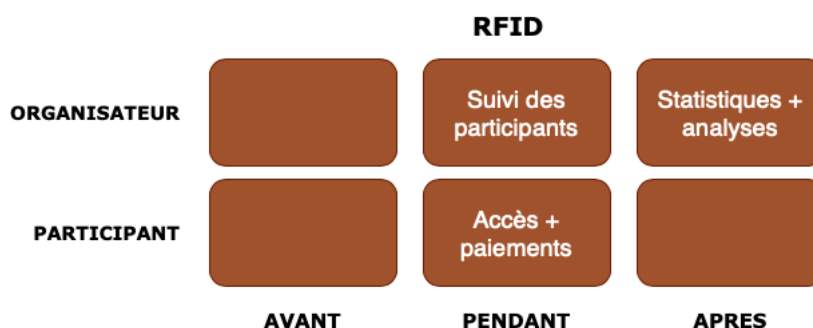 RFID
ORGANISATEUR
Suivi des
participants
Statistiques +
analyses
PARTICIPANT
Accès +
paiements
AVANT
PENDANT
APRES